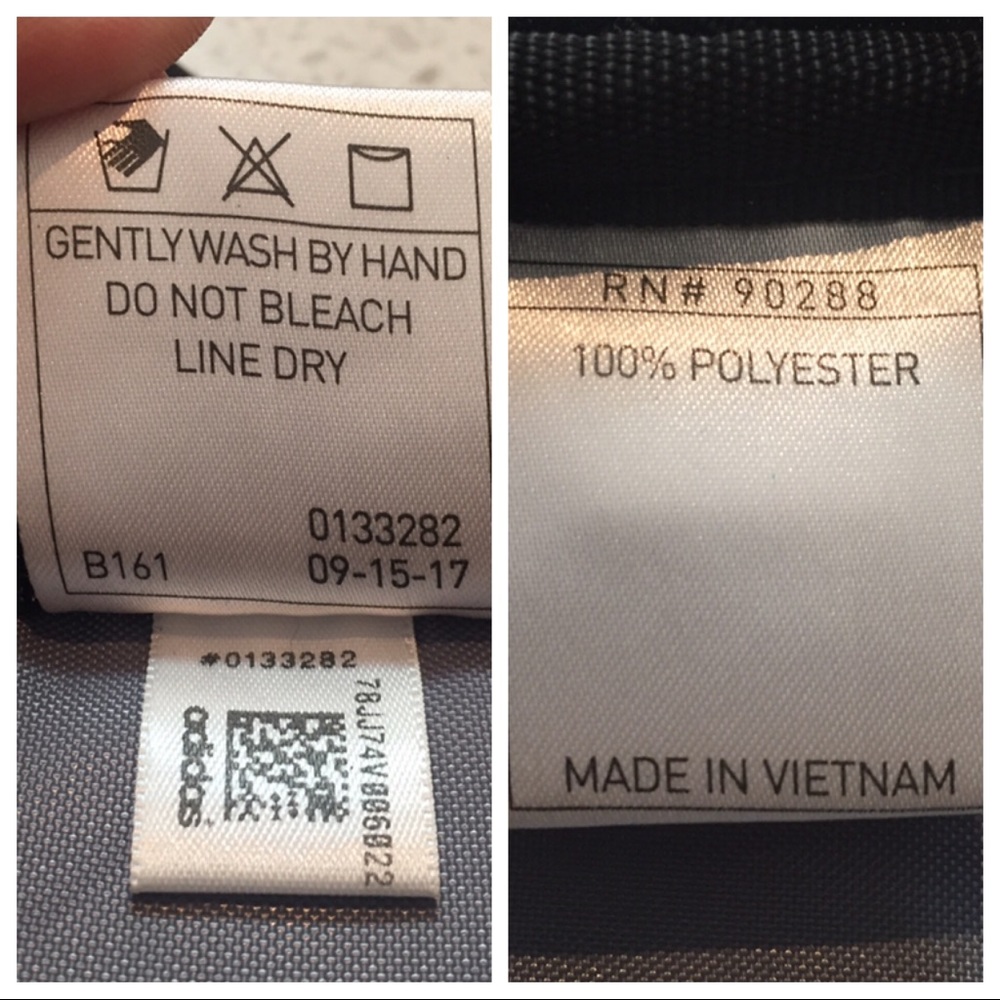 GENTLY WASH BY HAND
DO NOT BLEACH
LINE DRY
0133282
B161 09-15-17
#0133282
adidas
78JJ74V006D22
RN# 90288
100% POLYESTER
MADE IN VIETNAM